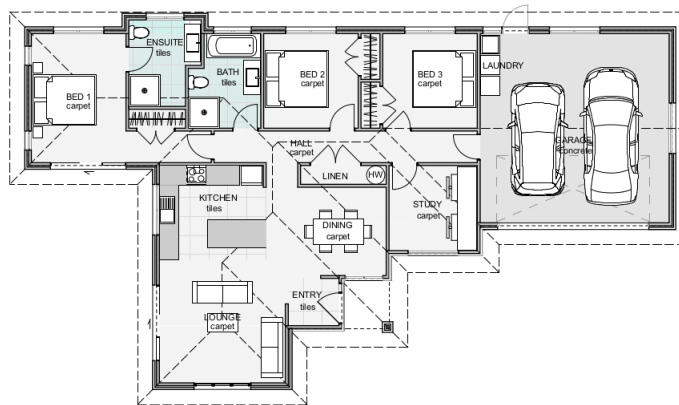 ENSUITE
tiles
BATH
tiles
BED 1
carpet
BED 2
carpet
BED 3
carpet
LAUNDRY
GARAGE
concrete
HALL
carpet
LINEN
HW
KITCHEN
tiles
STUDY
carpet
DINING
carpet
ENTRY
tiles
LOUNGE
carpet